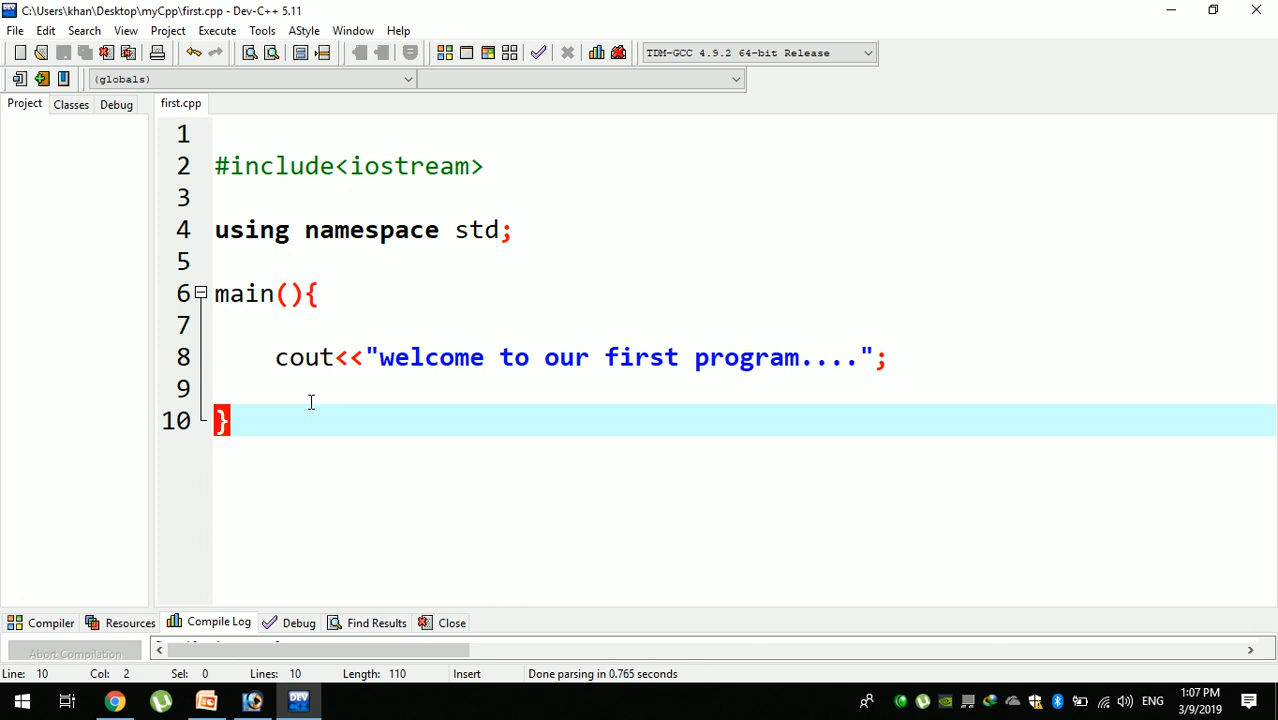 C:\Users\khan\Desktop\myCpp\first.cpp - Dev-C++ 5.11
File Edit Search View Project Execute Tools AStyle Window Help
TDM-GCC 4.9.2 64-bit Release
(globals)
Project Classes Debug first.cpp
1
2 #include<iostream>
3
4 using namespace std;
5
6 main(){
7
8 cout<<"welcome to our first program....";
9
10 }
Compiler Resources Compile Log Debug Find Results Close
Abort Compilation
Line: 10 Col: 2 Sel: 0 Lines: 10 Length: 110 Insert Done parsing in 0.765 seconds
DEV ENG 1:07 PM
3/9/2019